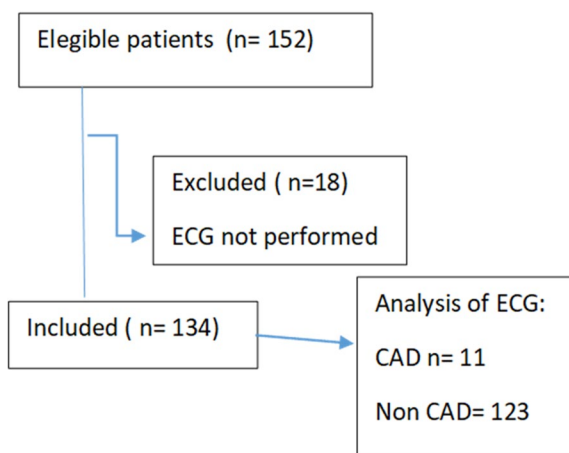 Elegible patients (n= 152)
Excluded ( n=18)
ECG not performed
Included ( n= 134)
Analysis of ECG:
CAD n= 11
Non CAD= 123